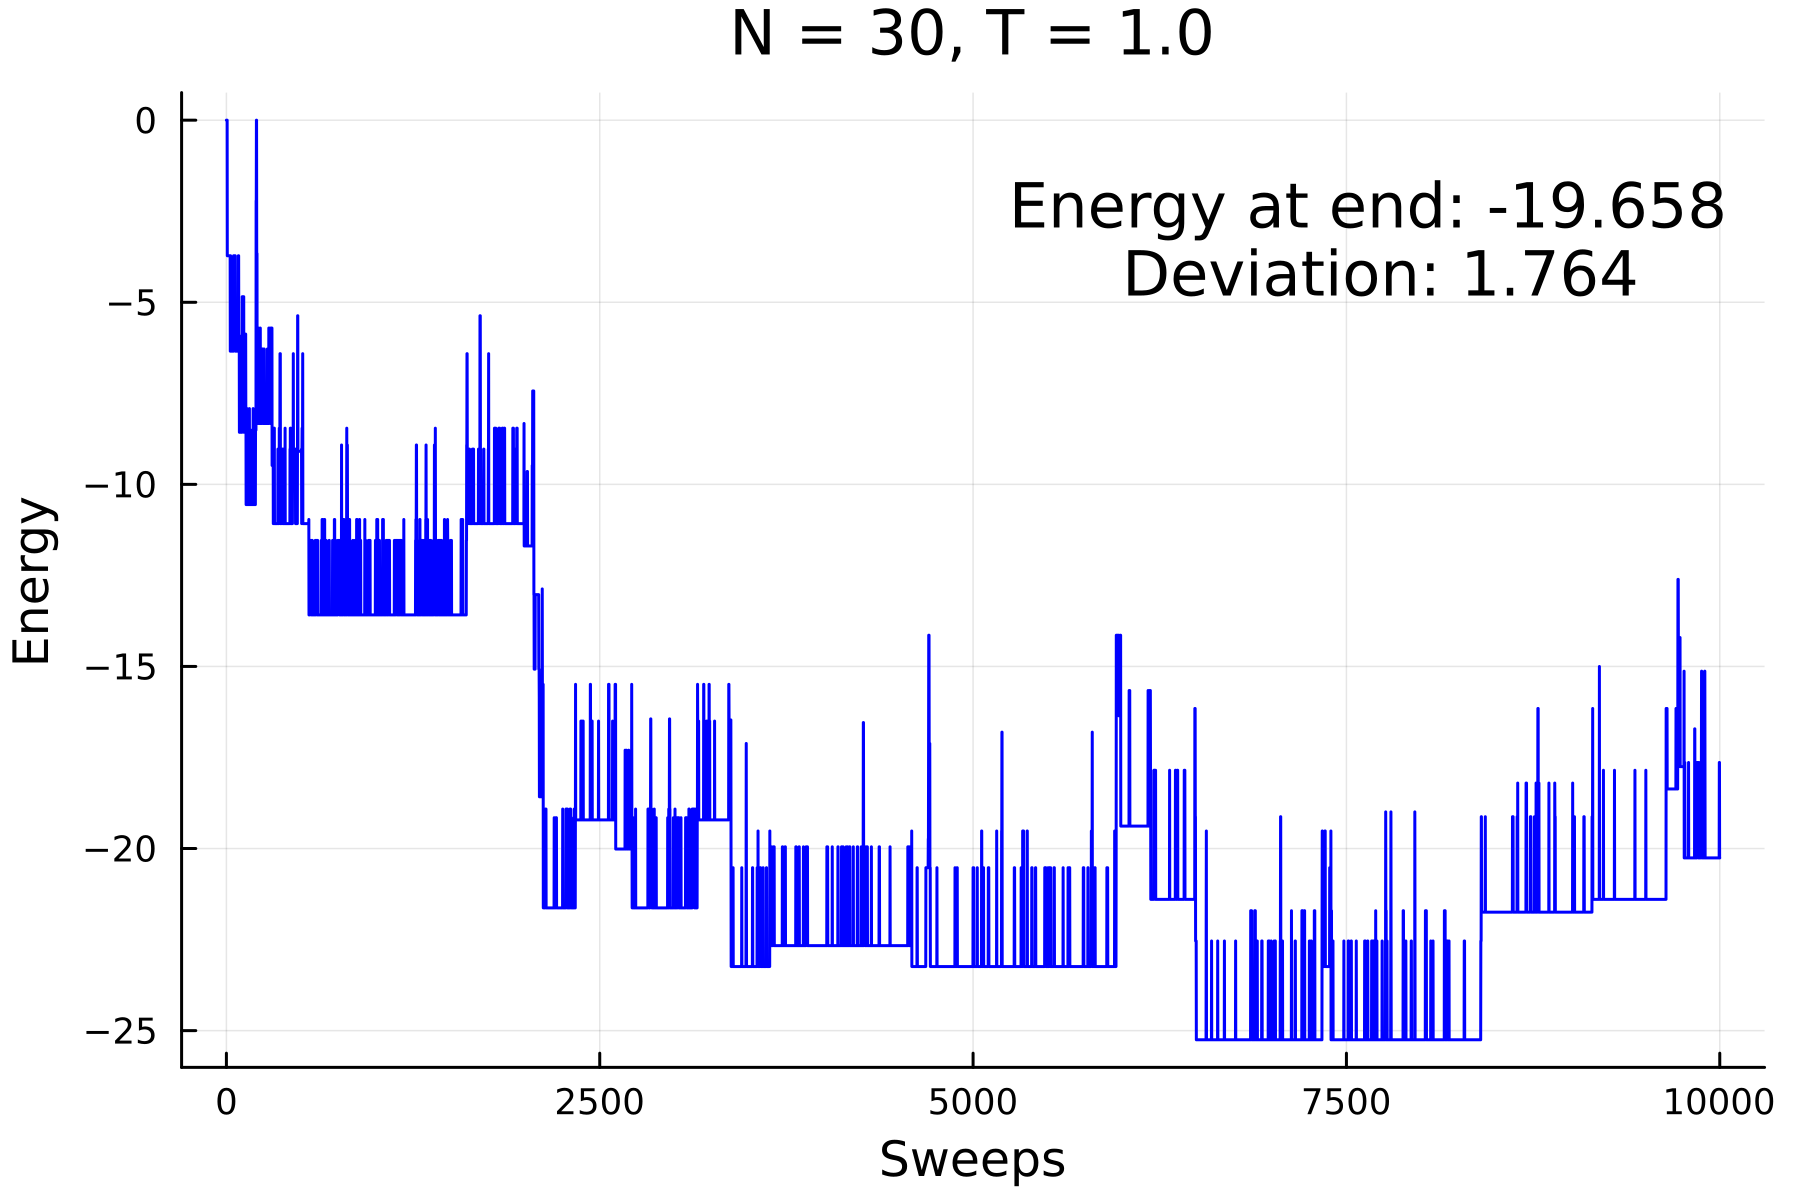 N = 30, T = 1.0
Energy at end: -19.658
Deviation: 1.764
Energy
0
−5
−10
−15
−20
−25
0 2500 5000 7500 10000
Sweeps